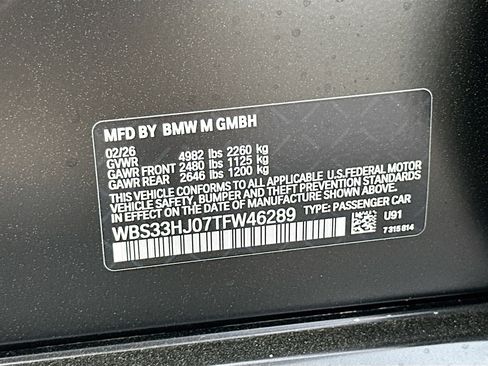 MFD BY BMW M GMBH
02/26
GVWR 4982 lbs 2260 kg
GAWR FRONT 2480 lbs 1125 kg
GAWR REAR 2646 lbs 1200 kg
THIS VEHICLE CONFORMS TO ALL APPLICABLE U.S.FEDERAL MOTOR
VEHICLE SAFETY, BUMPER, AND THEFT PREVENTION STANDARDS
IN EFFECT ON THE DATE OF MANUFACTURE SHOWN ABOVE.
WBS33HJ07TFW46289 TYPE: PASSENGER CAR
U91
7 315 814